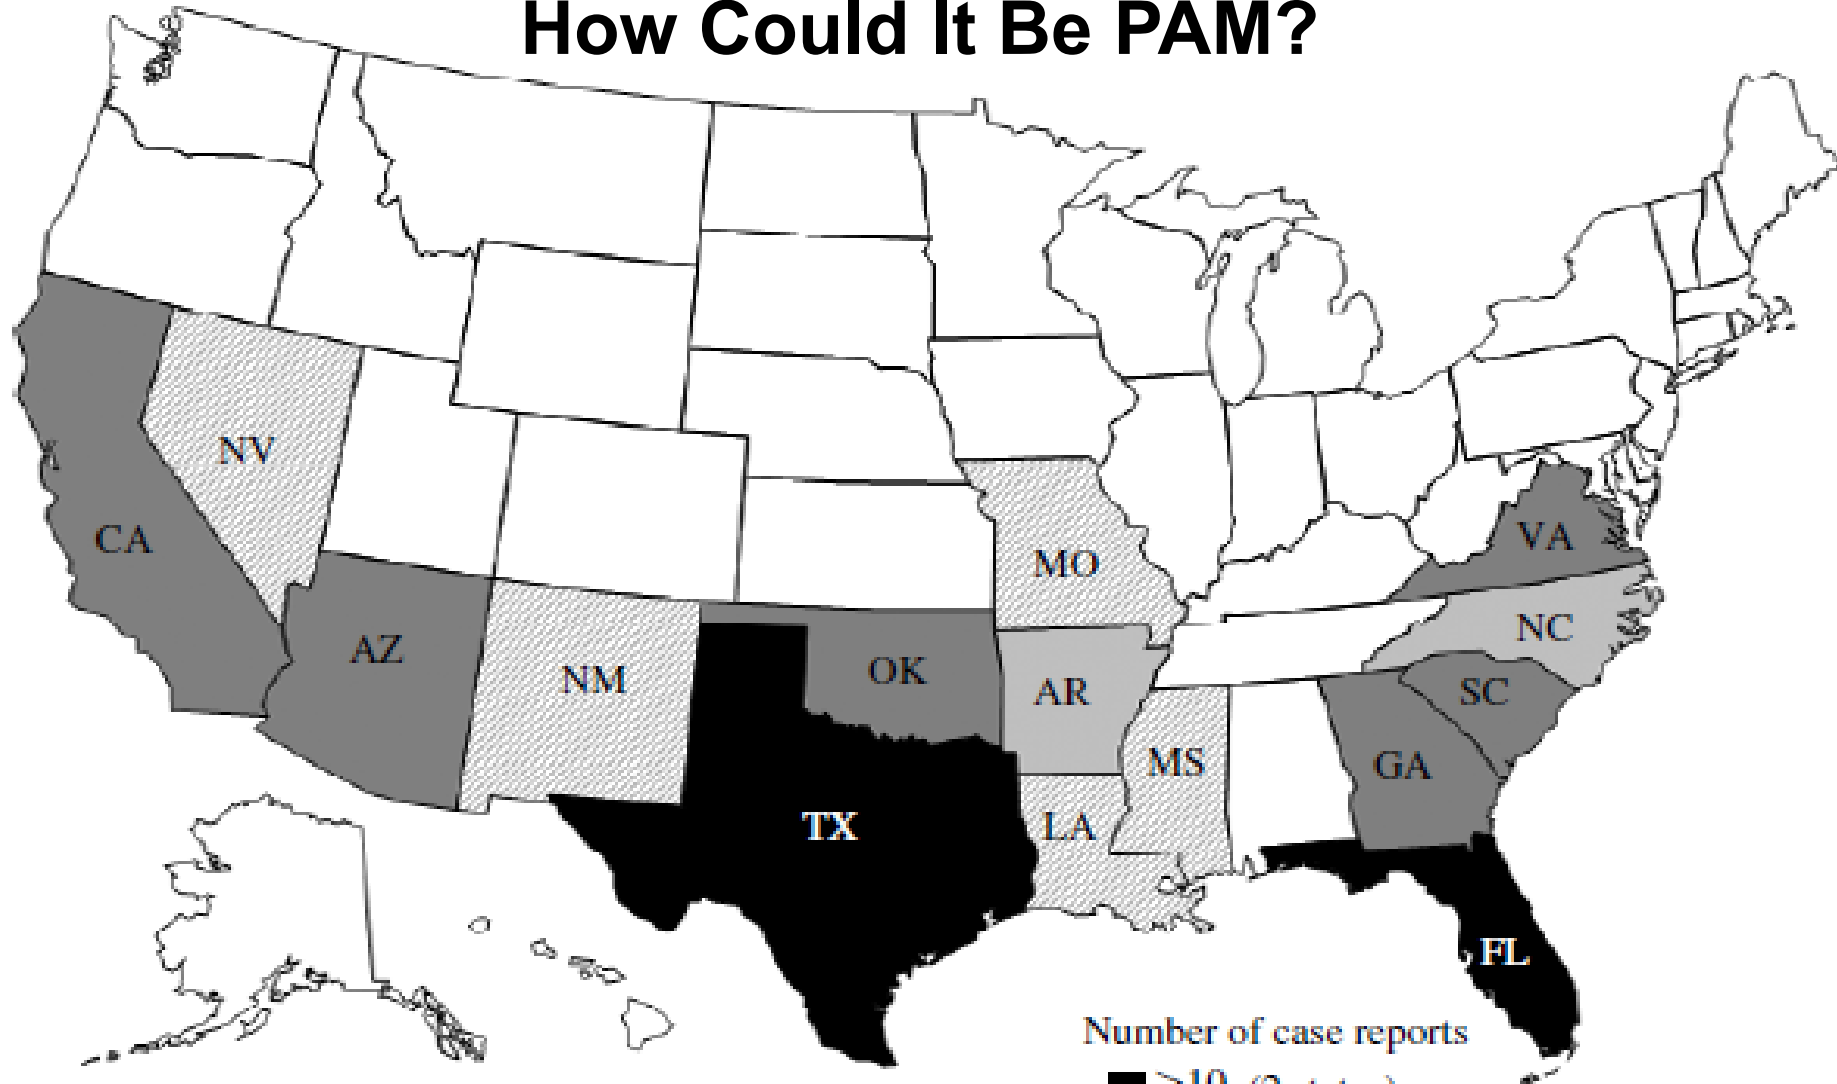 How Could It Be PAM?
NV
CA
MO
VA
AZ
NM
OK
AR
NC
SC
MS
GA
TX
LA
FL
Number of case reports
>10